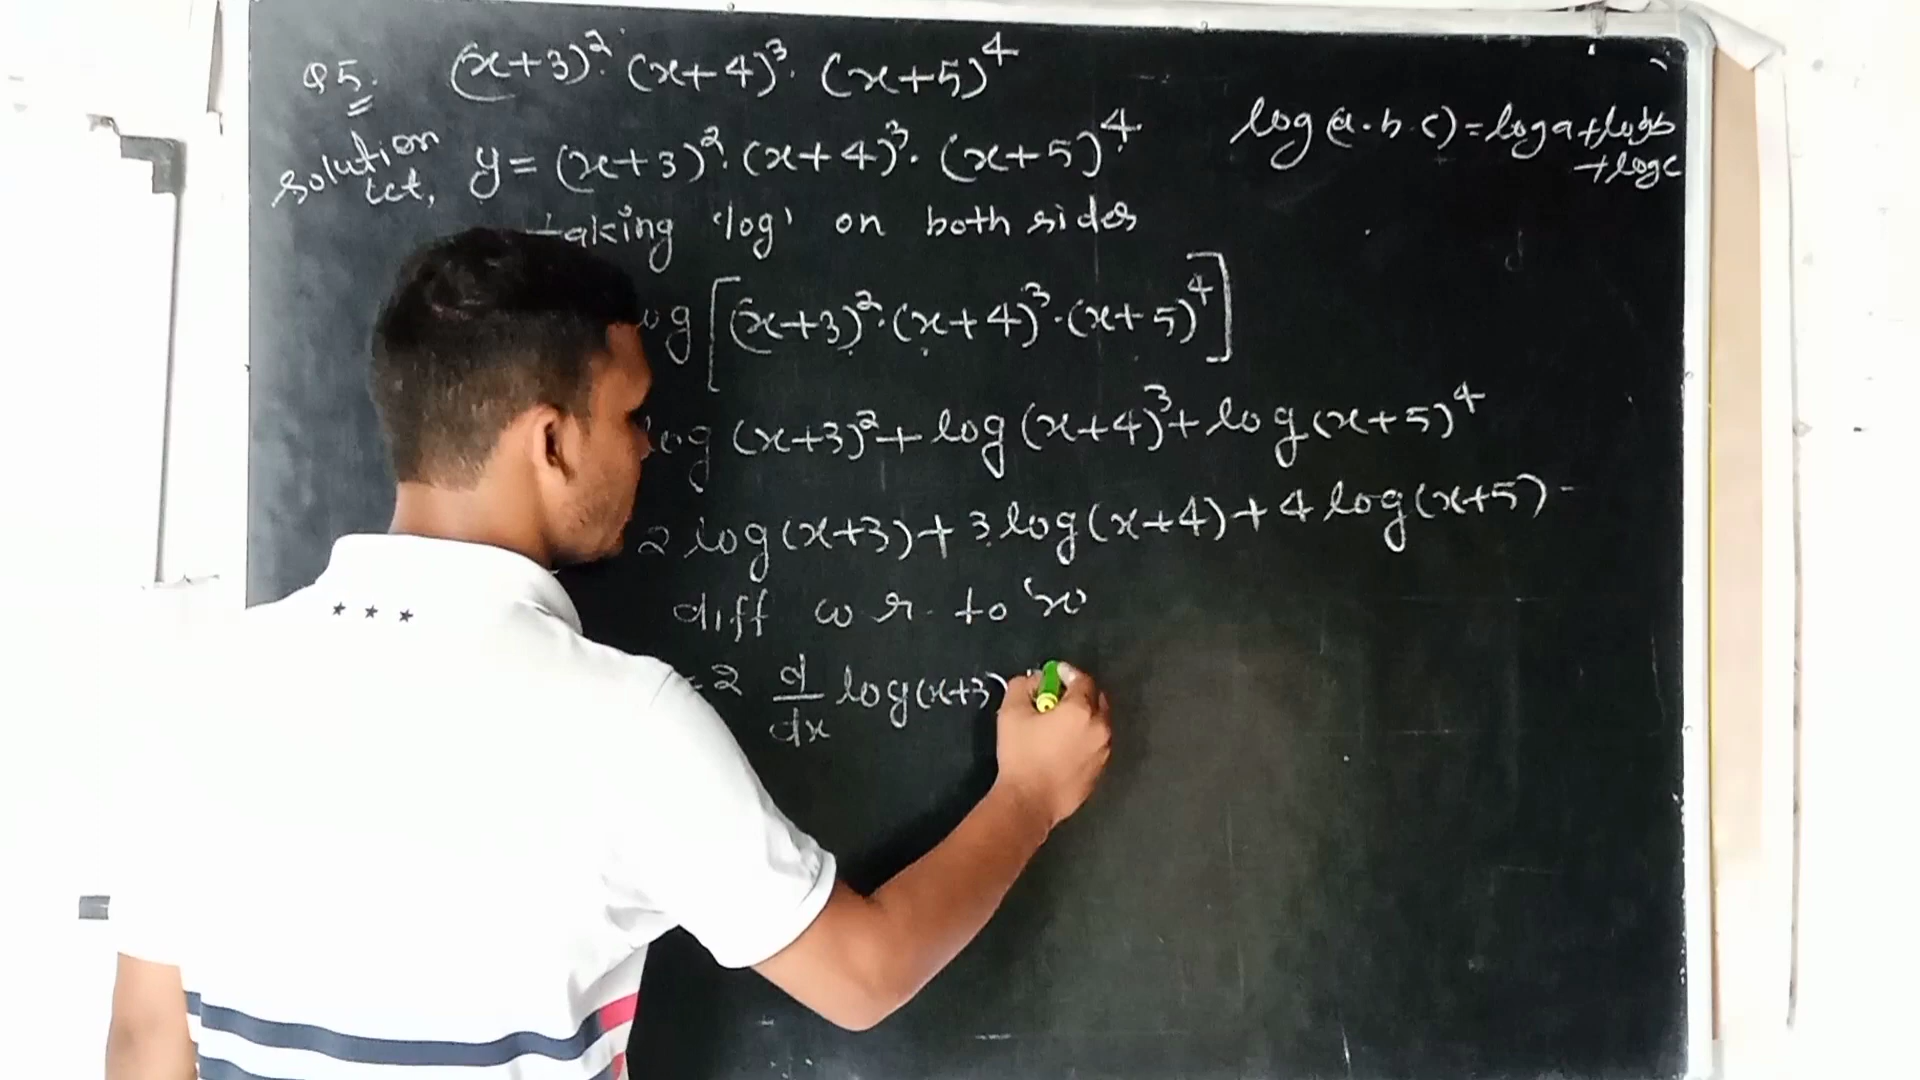 Q5. (x+3)². (x+4)³. (x+5)⁴
solution
let, y = (x+3)². (x+4)³. (x+5)⁴
log (a.b.c) = log a + log b
+ log c
taking 'log' on both sides
og [(x+3)².(x+4)³.(x+5)⁴]
log (x+3)² + log (x+4)³ + log (x+5)⁴
2 log (x+3) + 3 log (x+4) + 4 log (x+5) -
diff w r. to 'x'
= 2 d/dx log (x+3)